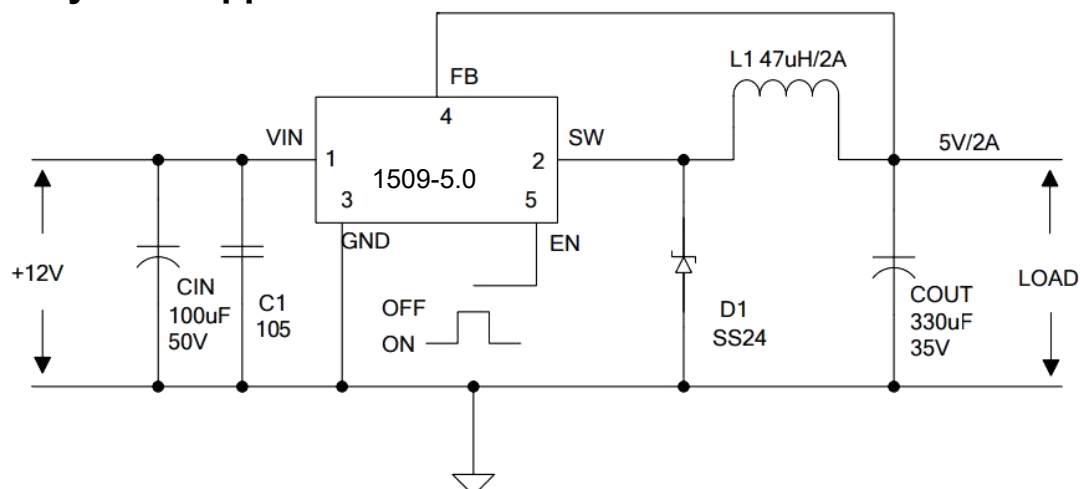 L1 47uH/2A
FB
4
VIN
SW
5V/2A
1
2
1509-5.0
3
5
GND
EN
+12V
CIN
100uF
50V
C1
105
OFF
ON
D1
SS24
COUT
330uF
35V
LOAD